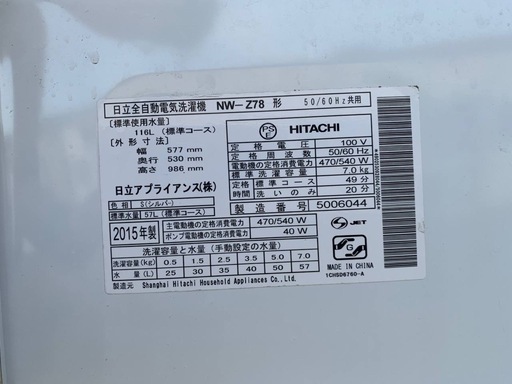 日立全自動電気洗濯機 NW-Z78 形 50/60Hz共用
[標準使用水量]
116L (標準コース)
[外形寸法]
幅 577 mm
奥行 530 mm
高さ 986 mm
日立アプライアンス(株)
色相 S(シルバー)
標準水量 57L(標準コース)
2015年製
PS E HITACHI
定格電圧 100 V
定格周波数 50/60 Hz
定格消費電力 470/540 W
標準洗濯容量 7.0kg
定格 標準コース 49分
時間 洗いのみ 20分
製造番号 5006044
主電動機の定格消費電力 470/540 W
ポンプ電動機の定格消費電力 40 W
洗濯容量と水量 (手動設定の水量)
洗濯容量(kg) 0.5 1.5 2.5 3.5 5.0 7.0
水量(L) 25 30 35 40 50 57
製造元 Shanghai Hitachi Household Appliances Co.,Ltd.
S JET
G
MADE IN CHINA
1CH5D6760-A